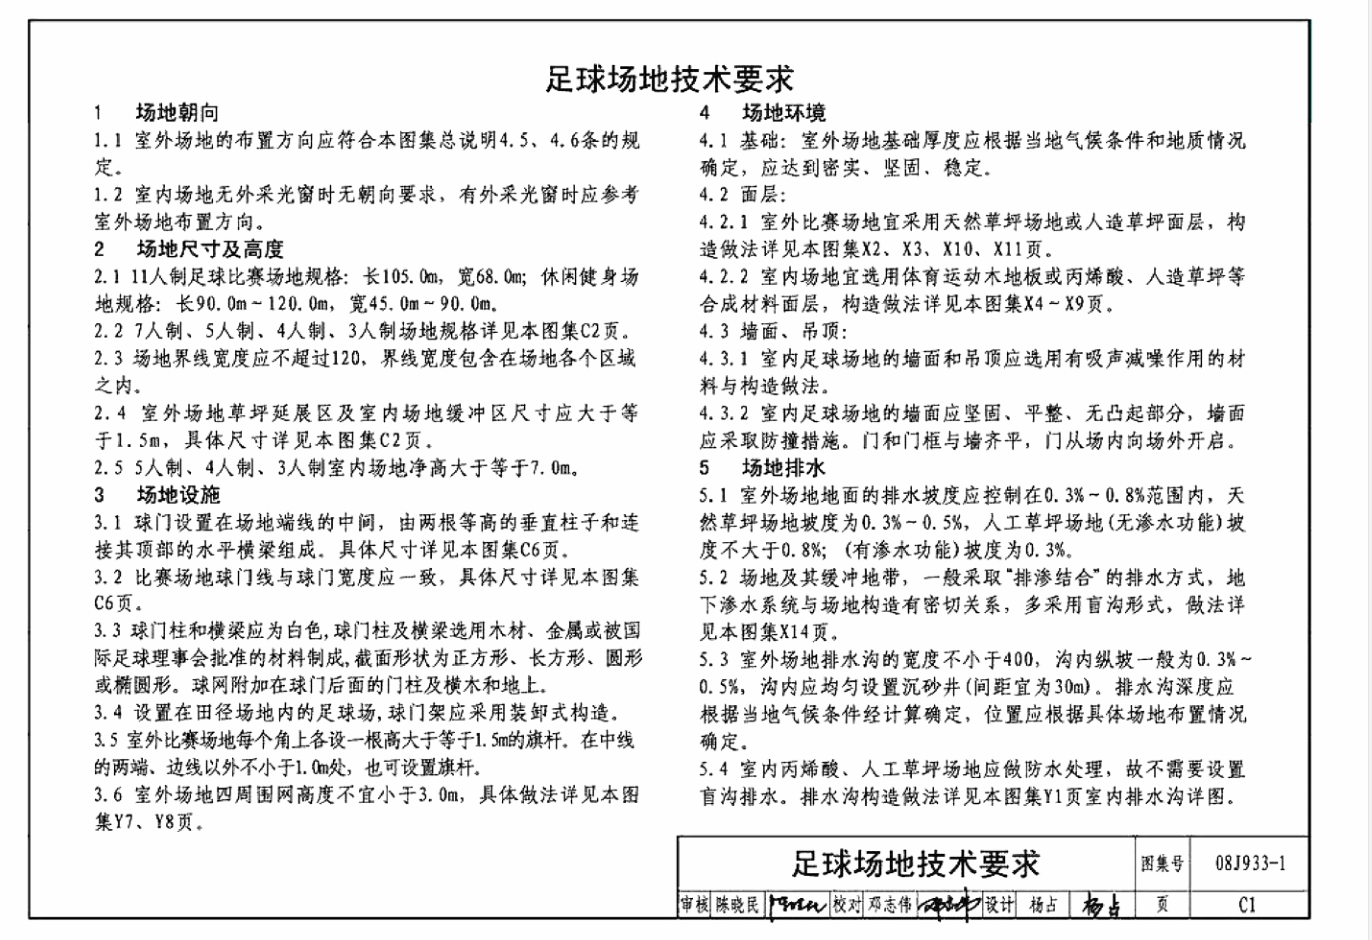 足球场地技术要求
1 场地朝向
1.1 室外场地的布置方向应符合本图集总说明4.5、4.6条的规
定。
1.2 室内场地无外采光窗时无朝向要求，有外采光窗时应参考
室外场地布置方向。
2 场地尺寸及高度
2.1 11人制足球比赛场地规格：长105.0m，宽68.0m；休闲健身场
地规格：长90.0m～120.0m，宽45.0m～90.0m。
2.2 7人制、5人制、4人制、3人制场地规格详见本图集C2页。
2.3 场地界线宽度应不超过120，界线宽度包含在场地各个区域
之内。
2.4 室外场地草坪延展区及室内场地缓冲区尺寸应大于等
于1.5m，具体尺寸详见本图集C2页。
2.5 5人制、4人制、3人制室内场地净高大于等于7.0m。
3 场地设施
3.1 球门设置在场地端线的中间，由两根等高的垂直柱子和连
接其顶部的水平横梁组成。具体尺寸详见本图集C6页。
3.2 比赛场地球门线与球门宽度应一致，具体尺寸详见本图集
C6页。
3.3 球门柱和横梁应为白色,球门柱及横梁选用木材、金属或被国
际足球理事会批准的材料制成,截面形状为正方形、长方形、圆形
或椭圆形。球网附加在球门后面的门柱及横木和地上。
3.4 设置在田径场地内的足球场,球门架应采用装卸式构造。
3.5 室外比赛场地每个角上各设一根高大于等于1.5m的旗杆。在中线
的两端、边线以外不小于1.0m处，也可设置旗杆。
3.6 室外场地四周围网高度不宜小于3.0m，具体做法详见本图
集Y7、Y8页。
4 场地环境
4.1 基础：室外场地基础厚度应根据当地气候条件和地质情况
确定，应达到密实、坚固、稳定。
4.2 面层：
4.2.1 室外比赛场地宜采用天然草坪场地或人造草坪面层，构
造做法详见本图集X2、X3、X10、X11页。
4.2.2 室内场地宜选用体育运动木地板或丙烯酸、人造草坪等
合成材料面层，构造做法详见本图集X4～X9页。
4.3 墙面、吊顶：
4.3.1 室内足球场地的墙面和吊顶应选用有吸声减噪作用的材
料与构造做法。
4.3.2 室内足球场地的墙面应坚固、平整、无凸起部分，墙面
应采取防撞措施。门和门框与墙齐平，门从场内向场外开启。
5 场地排水
5.1 室外场地地面的排水坡度应控制在0.3%～0.8%范围内，天
然草坪场地坡度为0.3%～0.5%，人工草坪场地(无渗水功能)坡
度不大于0.8%；(有渗水功能)坡度为0.3%。
5.2 场地及其缓冲地带，一般采取"排渗结合"的排水方式，地
下渗水系统与场地构造有密切关系，多采用盲沟形式，做法详
见本图集X14页。
5.3 室外场地排水沟的宽度不小于400，沟内纵坡一般为0.3%～
0.5%，沟内应均匀设置沉砂井(间距宜为30m)。排水沟深度应
根据当地气候条件经计算确定，位置应根据具体场地布置情况
确定。
5.4 室内丙烯酸、人工草坪场地应做防水处理，故不需要设置
盲沟排水。排水沟构造做法详见本图集Y1页室内排水沟详图。
足球场地技术要求 图集号 08J933-1
审核 陈晓民 校对 邓志伟 设计 杨占 杨占 页 C1